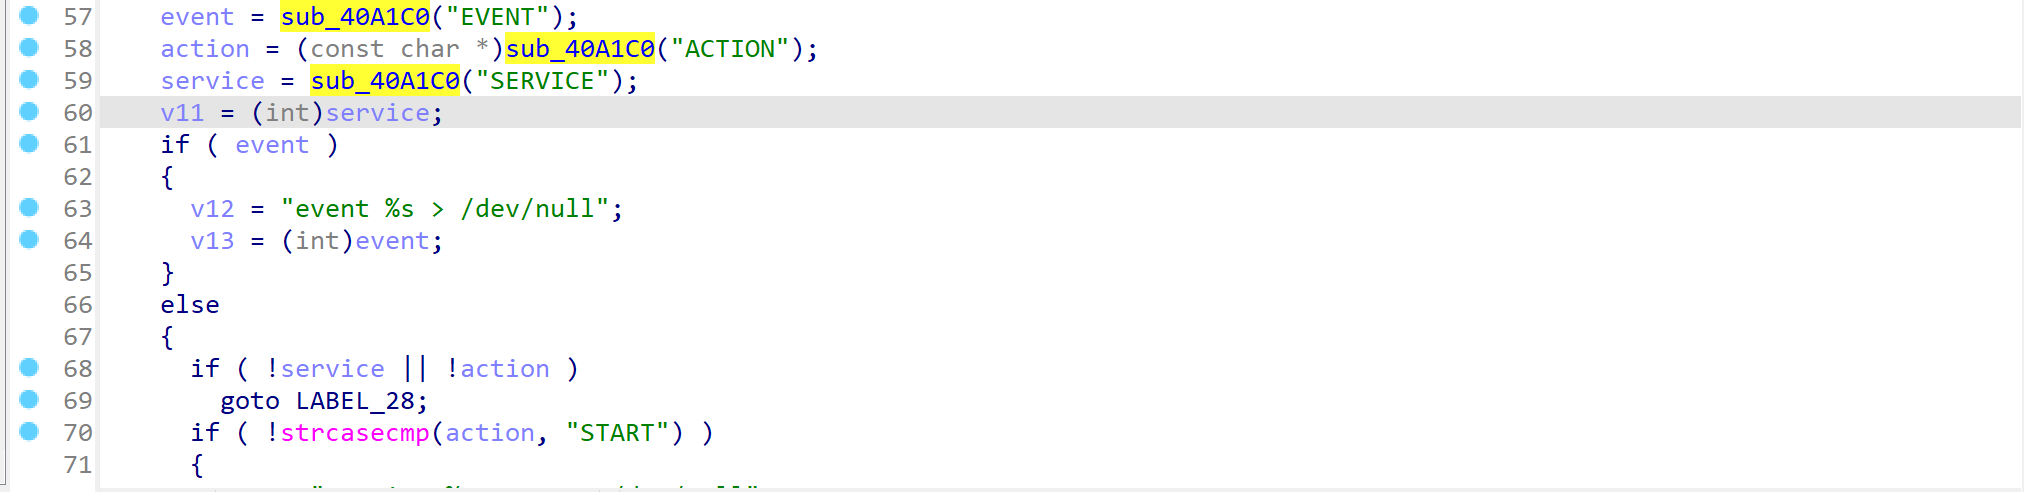 57 event = sub_40A1C0("EVENT");
58 action = (const char *)sub_40A1C0("ACTION");
59 service = sub_40A1C0("SERVICE");
60 v11 = (int)service;
61 if ( event )
62 {
63 v12 = "event %s > /dev/null";
64 v13 = (int)event;
65 }
66 else
67 {
68 if ( !service || !action )
69 goto LABEL_28;
70 if ( !strcasecmp(action, "START") )
71 {